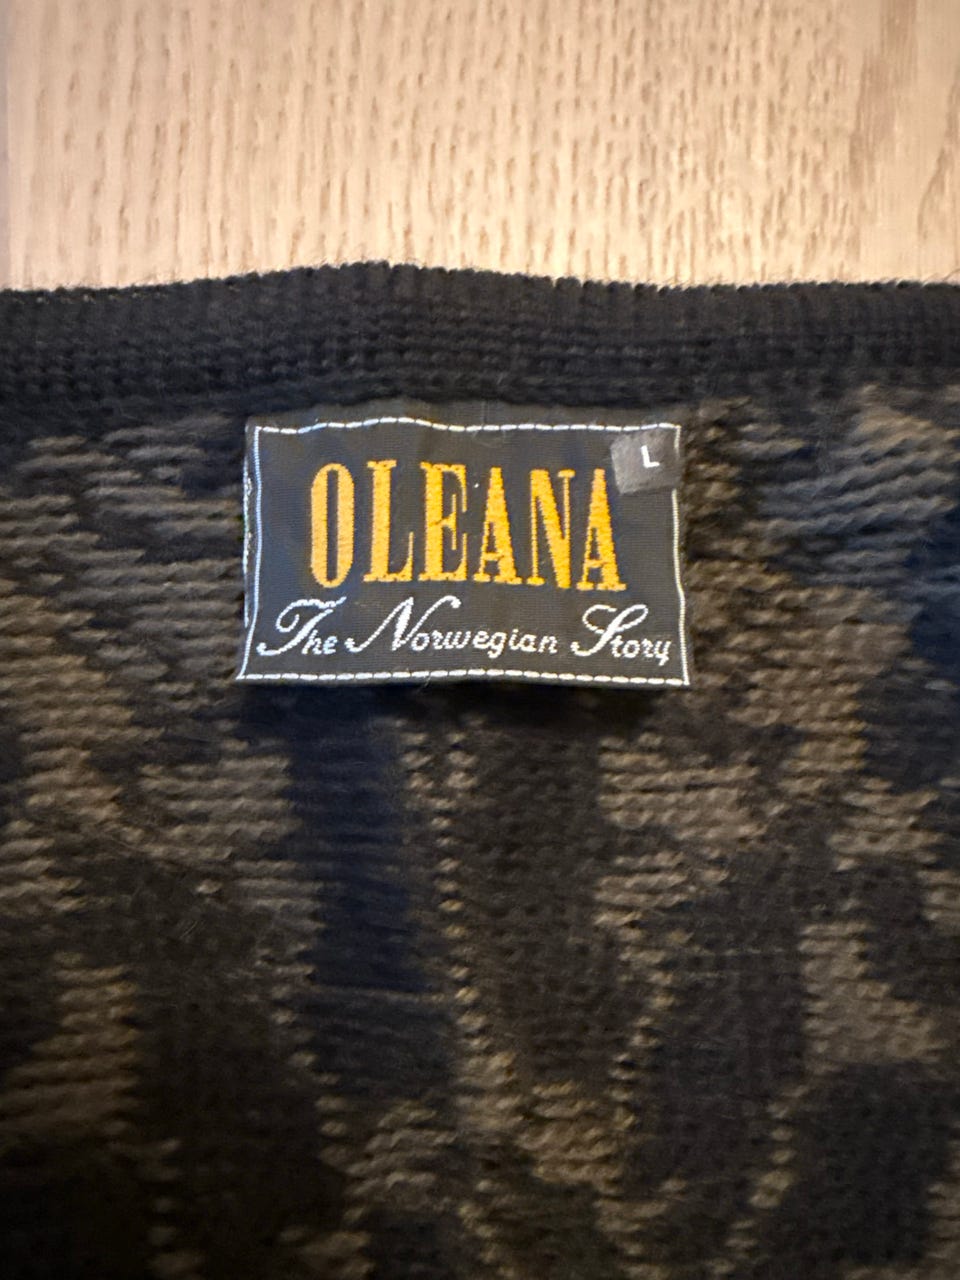 L
OLEANA
The Norwegian Story